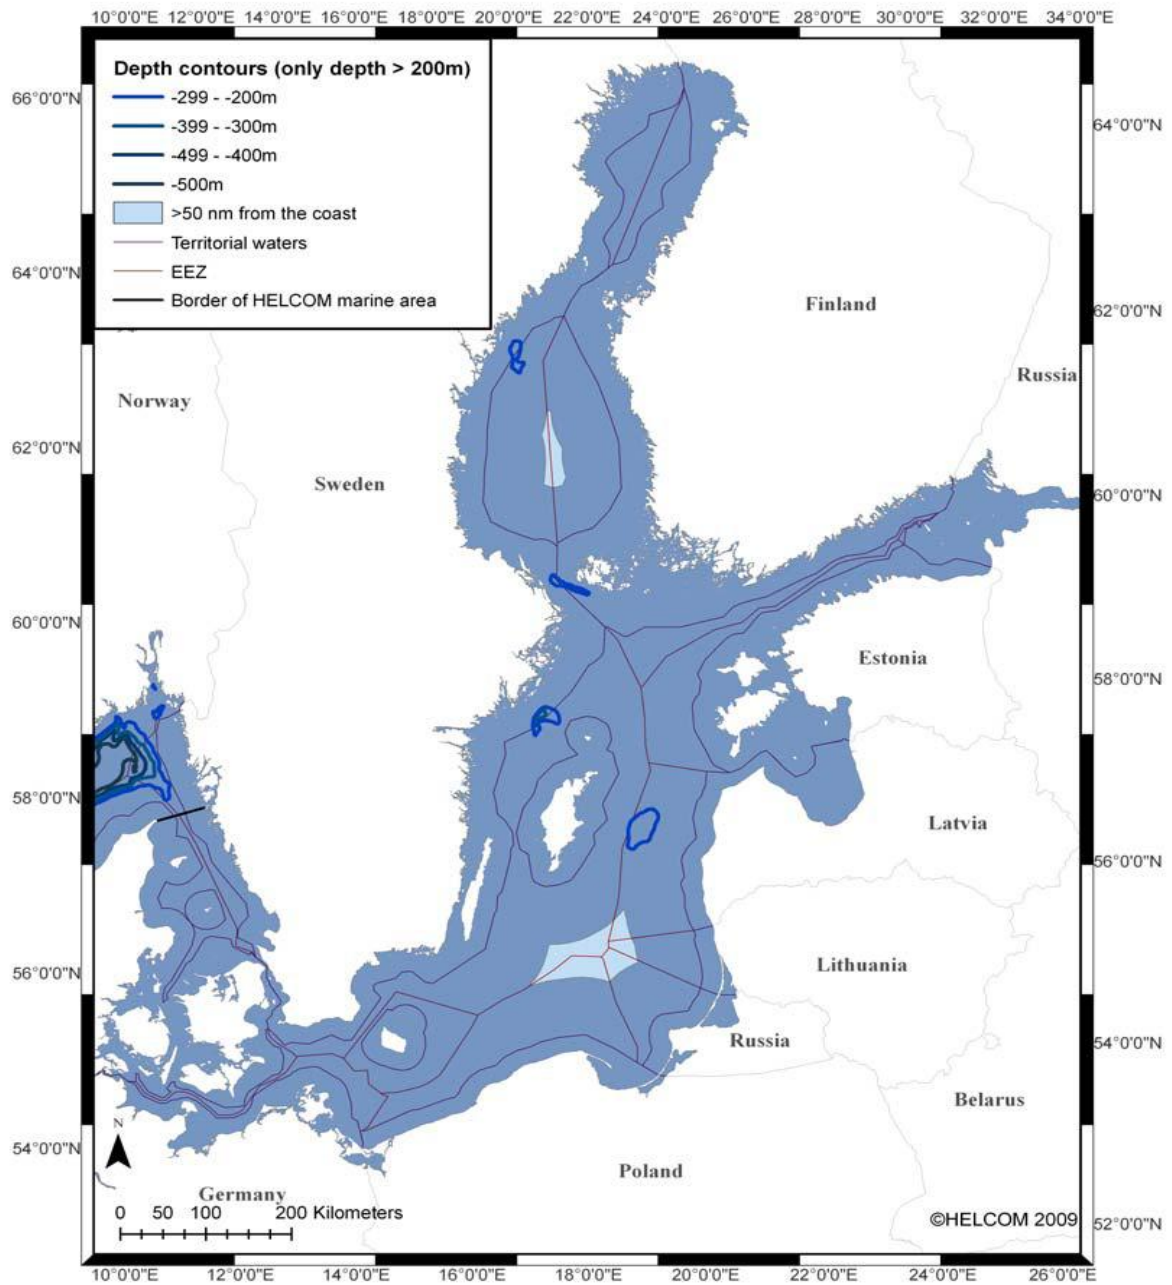 10°0'0"E 12°0'0"E 14°0'0"E 16°0'0"E 18°0'0"E 20°0'0"E 22°0'0"E 24°0'0"E 26°0'0"E 28°0'0"E 30°0'0"E 32°0'0"E 34°0'0"E
Depth contours (only depth > 200m)
-299 - -200m
-399 - -300m
-499 - -400m
-500m
>50 nm from the coast
Territorial waters
EEZ
Border of HELCOM marine area
66°0'0"N
64°0'0"N
64°0'0"N
Finland
62°0'0"N
Russia
Norway
62°0'0"N
Sweden
60°0'0"N
60°0'0"N
Estonia
58°0'0"N
58°0'0"N
Latvia
56°0'0"N
Lithuania
56°0'0"N
Russia
54°0'0"N
Belarus
N
54°0'0"N
Poland
Germany
0 50 100 200 Kilometers
©HELCOM 2009
52°0'0"N
10°0'0"E 12°0'0"E 14°0'0"E 16°0'0"E 18°0'0"E 20°0'0"E 22°0'0"E 24°0'0"E 26°0'0"E